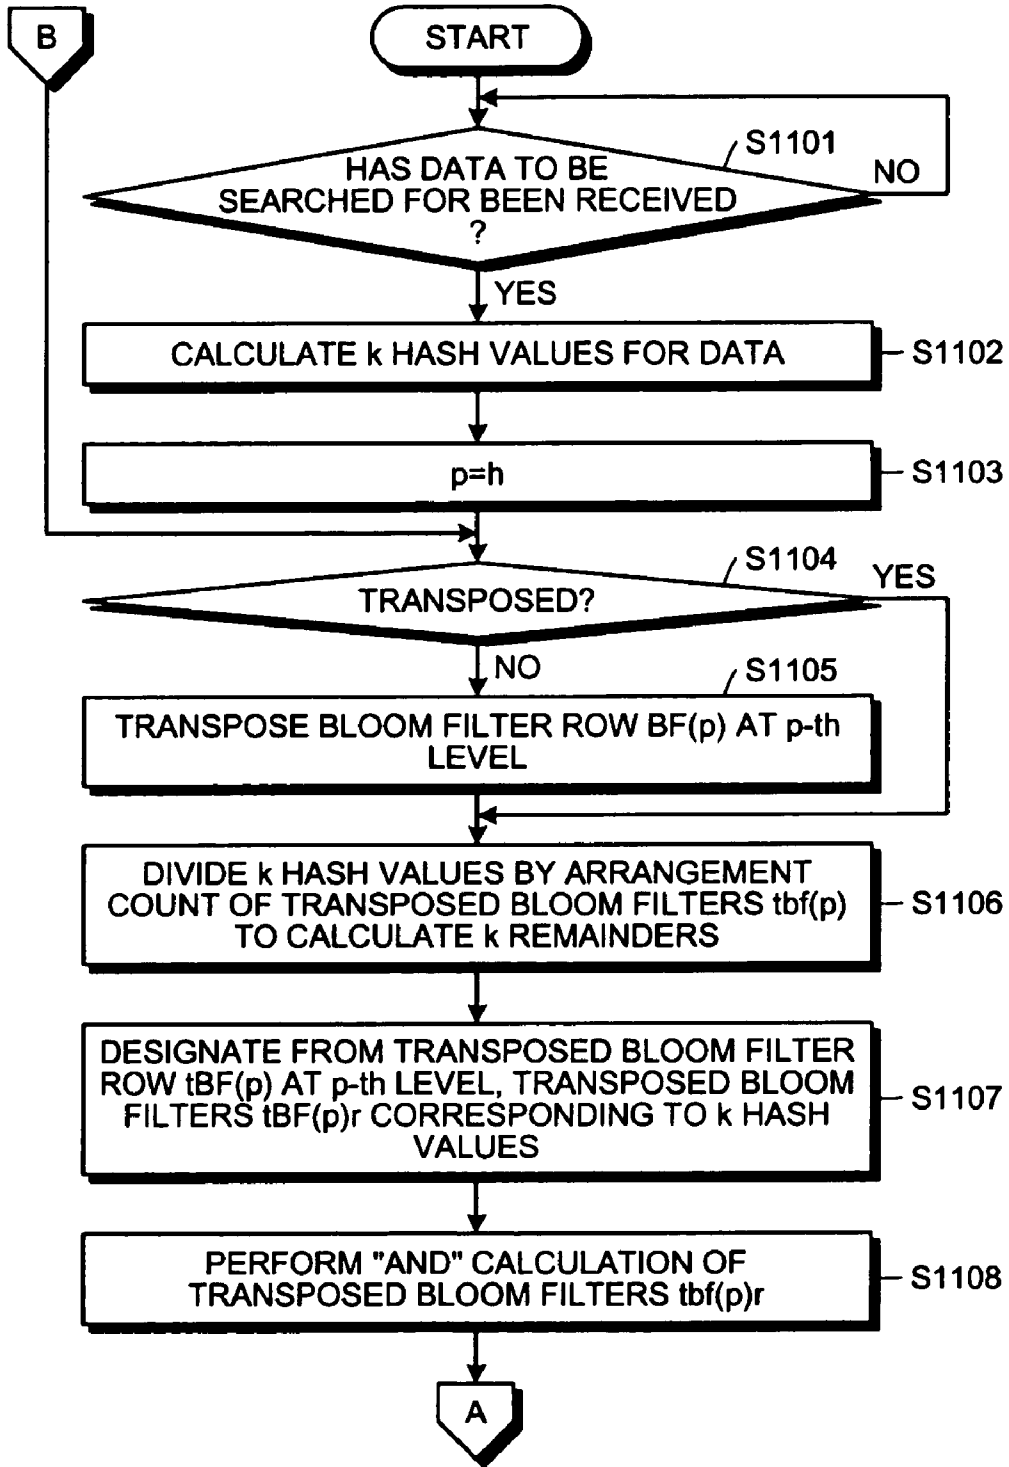 B
START
HAS DATA TO BE
SEARCHED FOR BEEN RECEIVED
?
S1101
NO
YES
CALCULATE k HASH VALUES FOR DATA
S1102
p=h
S1103
TRANSPOSED?
S1104
YES
NO
S1105
TRANSPOSE BLOOM FILTER ROW BF(p) AT p-th
LEVEL
DIVIDE k HASH VALUES BY ARRANGEMENT
COUNT OF TRANSPOSED BLOOM FILTERS tbf(p)
TO CALCULATE k REMAINDERS
S1106
DESIGNATE FROM TRANSPOSED BLOOM FILTER
ROW tBF(p) AT p-th LEVEL, TRANSPOSED BLOOM
FILTERS tBF(p)r CORRESPONDING TO k HASH
VALUES
S1107
PERFORM "AND" CALCULATION OF
TRANSPOSED BLOOM FILTERS tbf(p)r
S1108
A